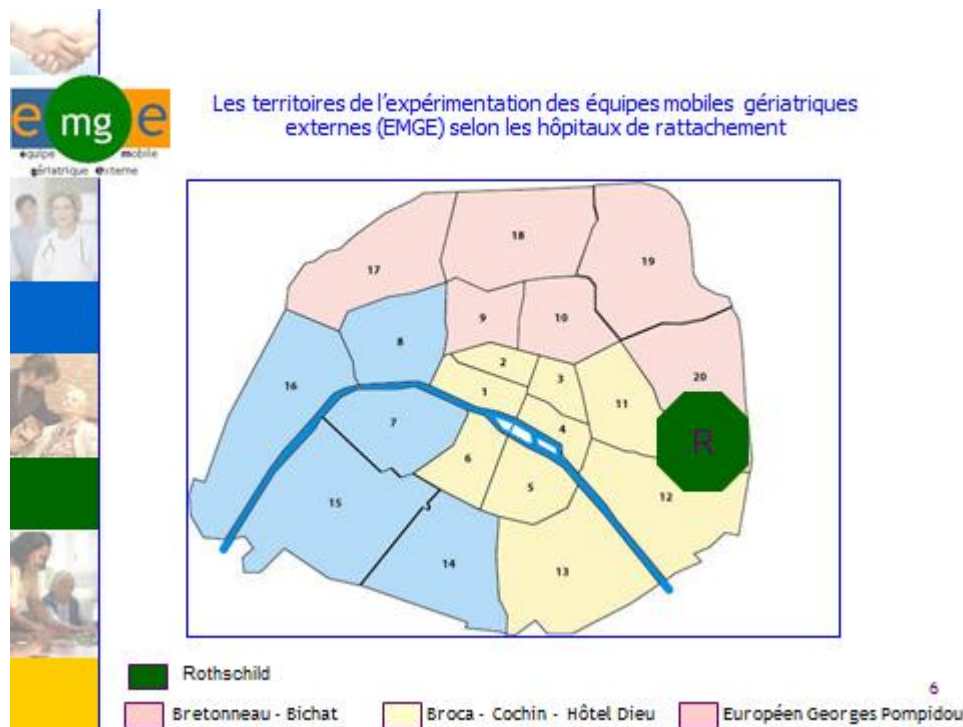 e mg e
équipe mobile
gériatrique externe
Les territoires de l'expérimentation des équipes mobiles gériatriques
externes (EMGE) selon les hôpitaux de rattachement
18
17
19
9
10
8
2
3
20
16
1
11
7
4
R
6
5
12
15
14
13
Rothschild
6
Bretonneau - Bichat
Broca - Cochin - Hôtel Dieu
Européen Georges Pompidou